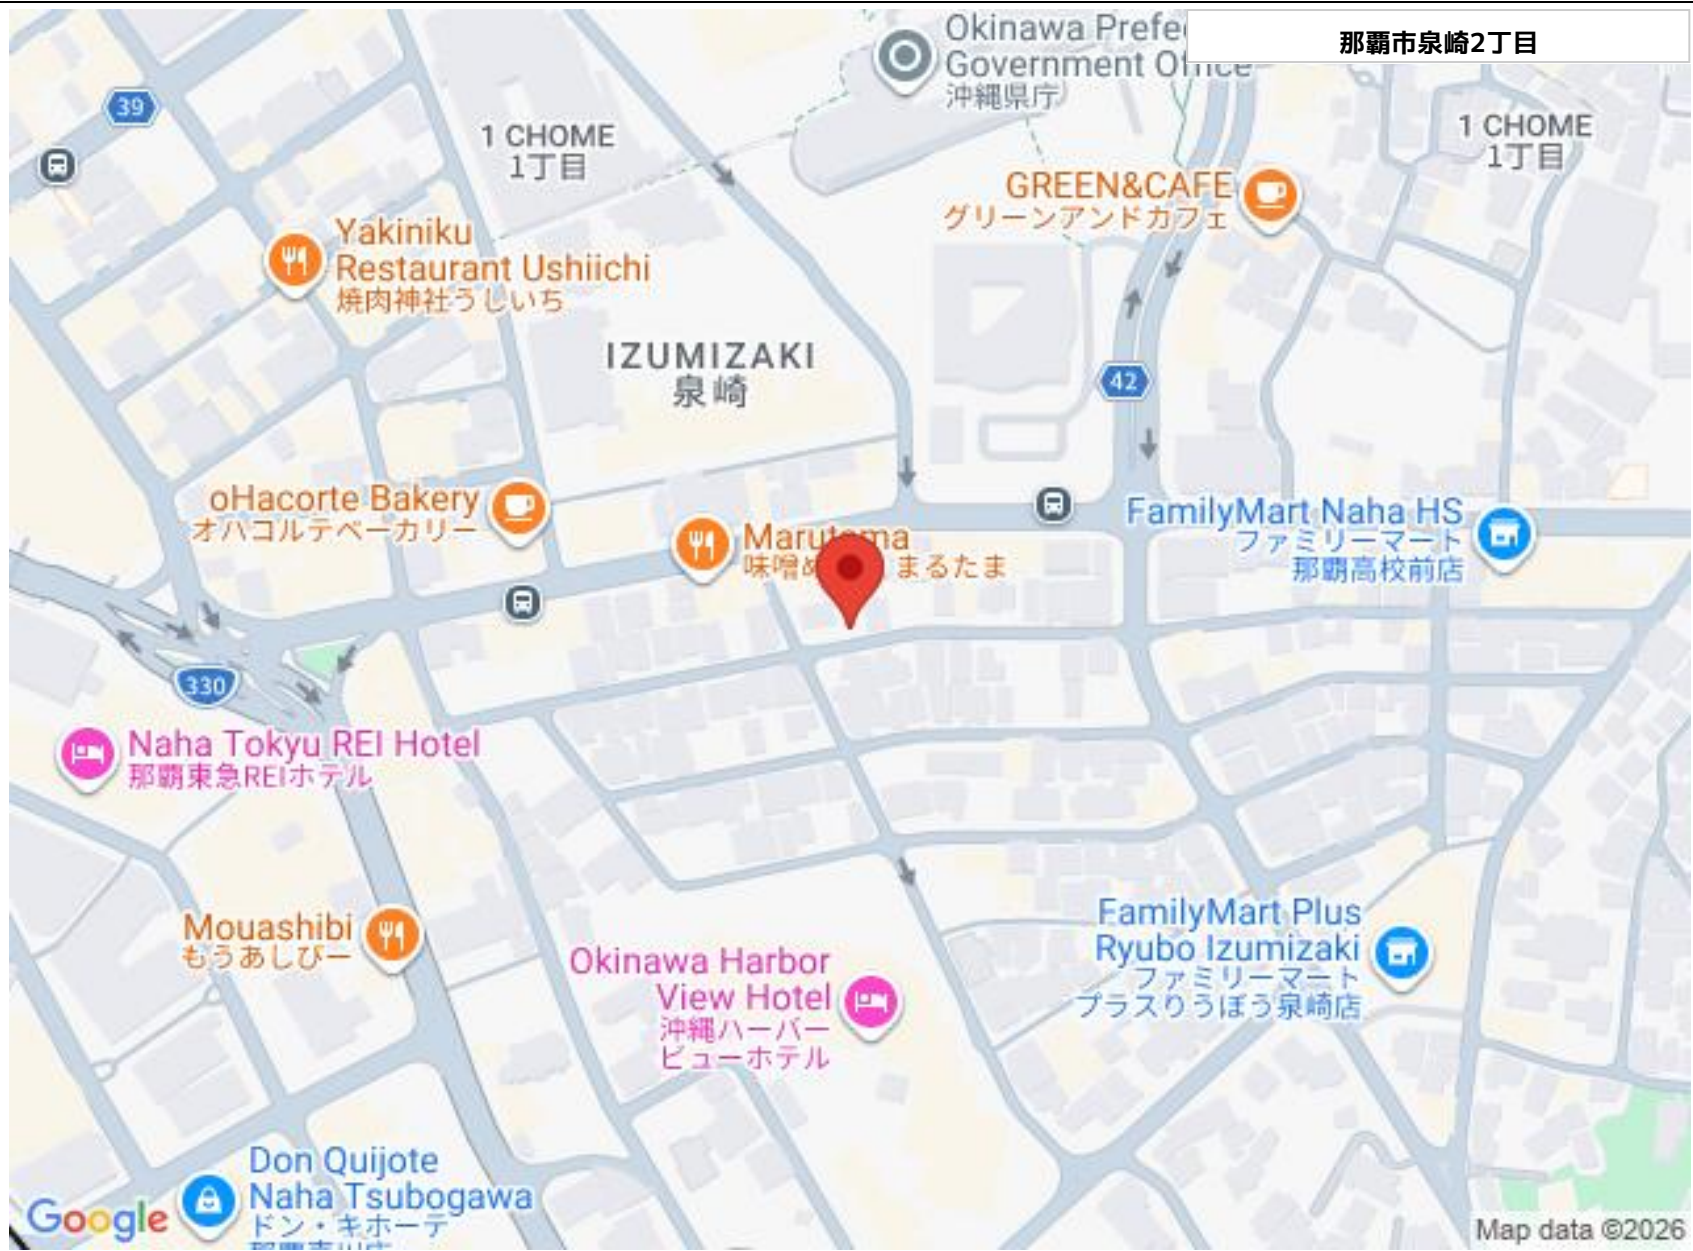 Okinawa Prefe
Government Office
沖縄県庁
那覇市泉崎2丁目
39
1 CHOME
1丁目
1 CHOME
1丁目
GREEN&CAFE
グリーンアンドカフェ
Yakiniku
Restaurant Ushiichi
焼肉神社うしいち
IZUMIZAKI
泉崎
42
oHacorte Bakery
オハコルテベーカリー
Marutama
味噌め
まるたま
FamilyMart Naha HS
ファミリーマート
那覇高校前店
330
Naha Tokyu REI Hotel
那覇東急REIホテル
Mouashibi
もうあしびー
Okinawa Harbor
View Hotel
沖縄ハーバー
ビューホテル
FamilyMart Plus
Ryubo Izumizaki
ファミリーマート
プラスりうぼう泉崎店
Don Quijote
Naha Tsubogawa
ドン・キホーテ
Google
Map data ©2026